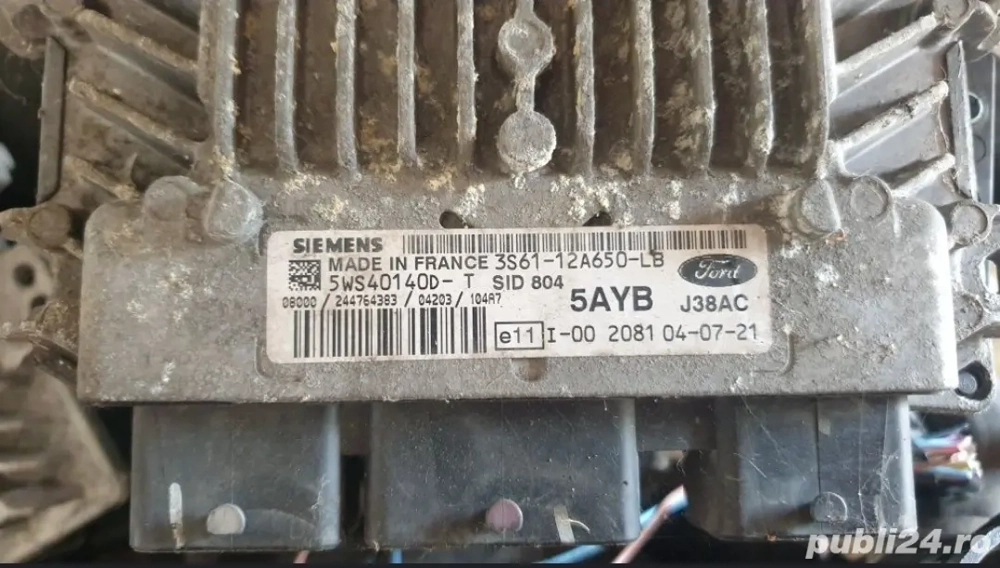 SIEMENS
MADE IN FRANCE 3S61-12A650-LB
5WS40140D-T SID 804
Ford
08000 / 244764383 / 04203 / 104A7
5AYB J38AC
e11 I-00 2081 04-07-21
publi24.ro